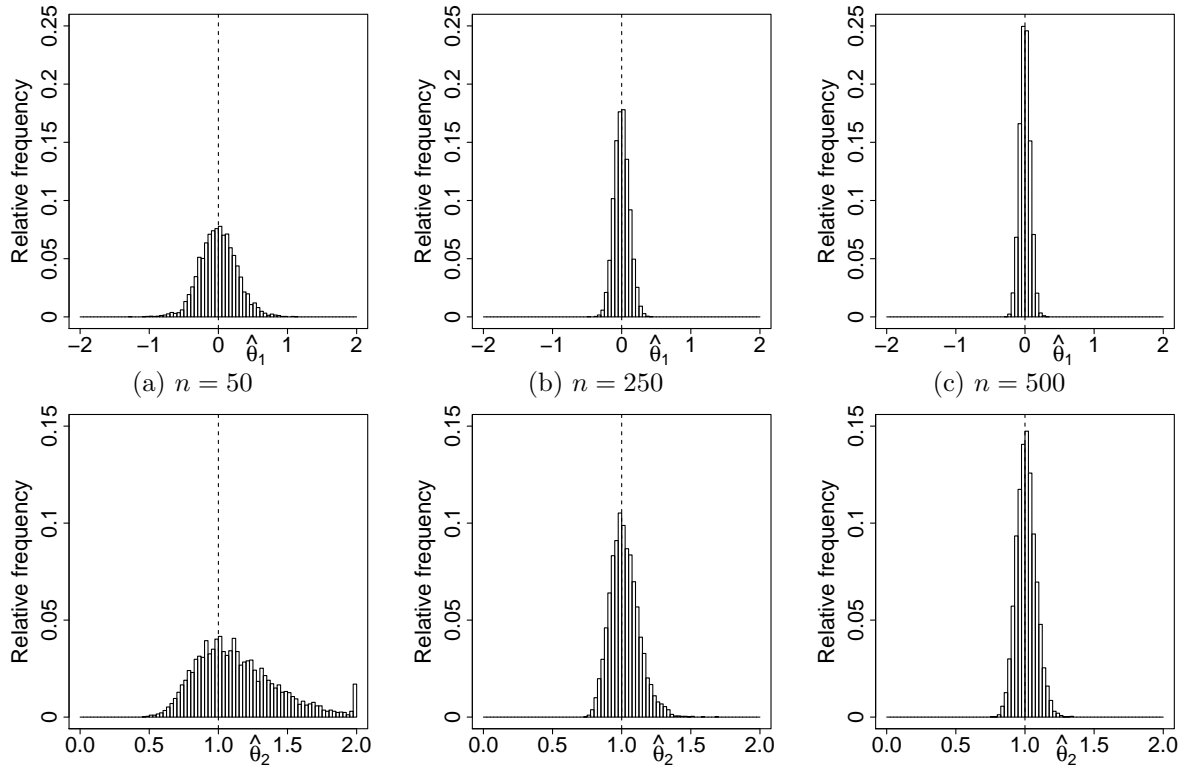 Relative frequency
0 0.05 0.1 0.15 0.2 0.25
−2 −1 0 1 2
θ̂₁
(a) n = 50
Relative frequency
0 0.05 0.1 0.15 0.2 0.25
−2 −1 0 1 2
θ̂₁
(b) n = 250
Relative frequency
0 0.05 0.1 0.15 0.2 0.25
−2 −1 0 1 2
θ̂₁
(c) n = 500
Relative frequency
0 0.05 0.1 0.15
0.0 0.5 1.0 1.5 2.0
θ̂₂
Relative frequency
0 0.05 0.1 0.15
0.0 0.5 1.0 1.5 2.0
θ̂₂
Relative frequency
0 0.05 0.1 0.15
0.0 0.5 1.0 1.5 2.0
θ̂₂